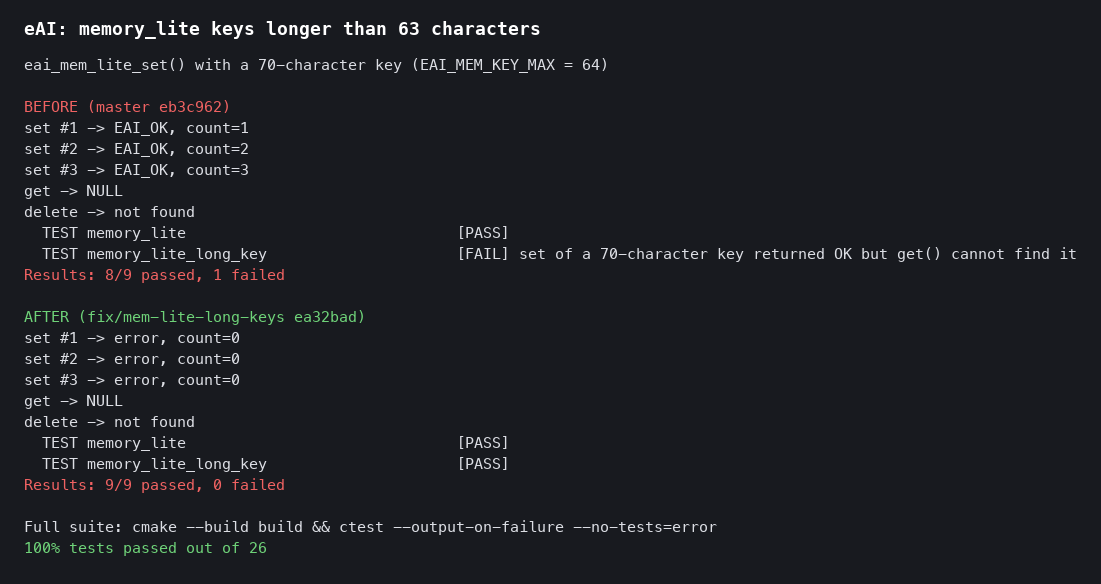 eAI: memory_lite keys longer than 63 characters
eai_mem_lite_set() with a 70-character key (EAI_MEM_KEY_MAX = 64)
BEFORE (master eb3c962)
set #1 -> EAI_OK, count=1
set #2 -> EAI_OK, count=2
set #3 -> EAI_OK, count=3
get -> NULL
delete -> not found
TEST memory_lite [PASS]
TEST memory_lite_long_key [FAIL] set of a 70-character key returned OK but get() cannot find it
Results: 8/9 passed, 1 failed
AFTER (fix/mem-lite-long-keys ea32bad)
set #1 -> error, count=0
set #2 -> error, count=0
set #3 -> error, count=0
get -> NULL
delete -> not found
TEST memory_lite [PASS]
TEST memory_lite_long_key [PASS]
Results: 9/9 passed, 0 failed
Full suite: cmake --build build && ctest --output-on-failure --no-tests=error
100% tests passed out of 26